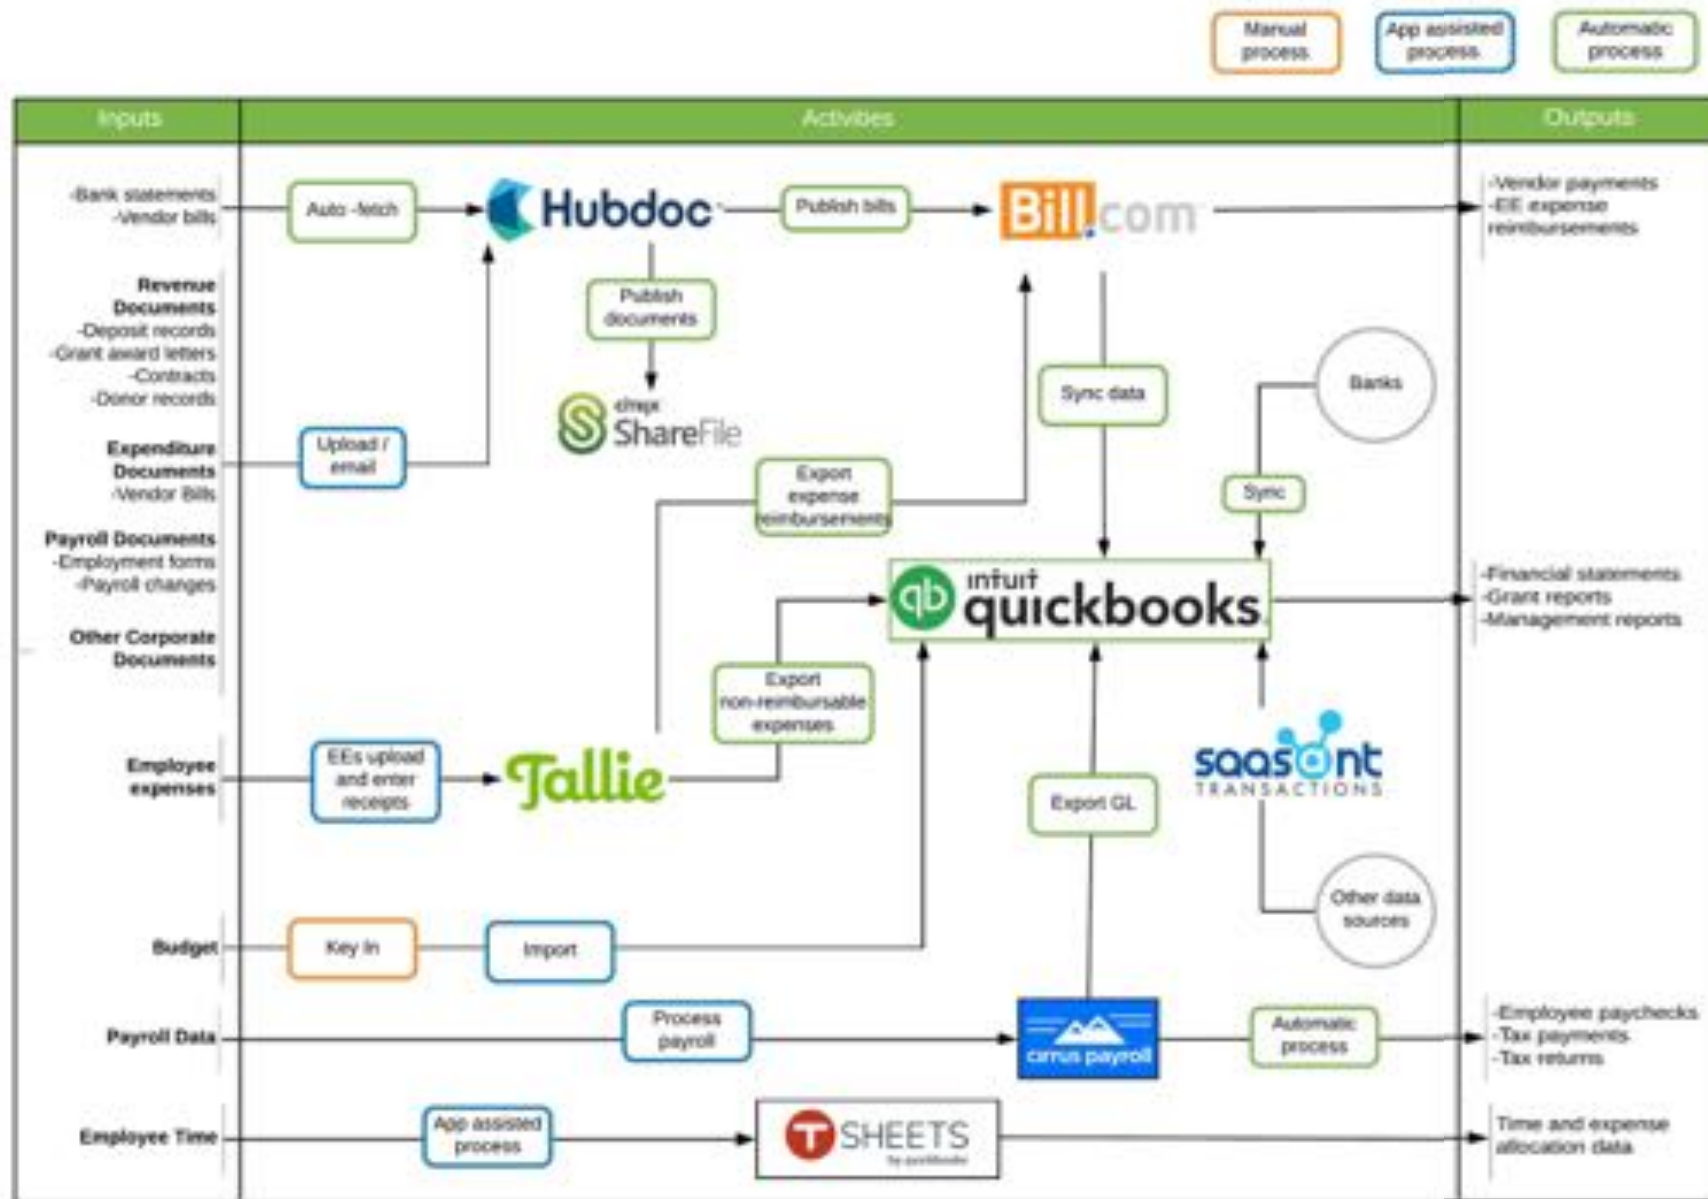 Manual
process
App assisted
process
Automatic
process
Inputs
Activities
Outputs
-Bank statements
-Vendor bills
Auto -fetch
Hubdoc
Publish bills
Bill.com
-Vendor payments
-EE expense
reimbursements
Revenue
Documents
-Deposit records
-Grant award letters
-Contracts
-Donor records
Publish
documents
citrix
ShareFile
Sync data
Banks
Expenditure
Documents
-Vendor Bills
Upload /
email
Export
expense
reimbursements
Sync
Payroll Documents
-Employment forms
-Payroll changes
intuit
qb
quickbooks
-Financial statements
-Grant reports
-Management reports
Other Corporate
Documents
Export
non-reimbursable
expenses
Employee
expenses
EEs upload
and enter
receipts
Tallie
Export GL
saasant
TRANSACTIONS
Other data
sources
Budget
Key In
Import
Payroll Data
Process
payroll
cirrus payroll
Automatic
process
-Employee paychecks
-Tax payments
-Tax returns
Employee Time
App assisted
process
T SHEETS
by quickbooks
Time and expense
allocation data